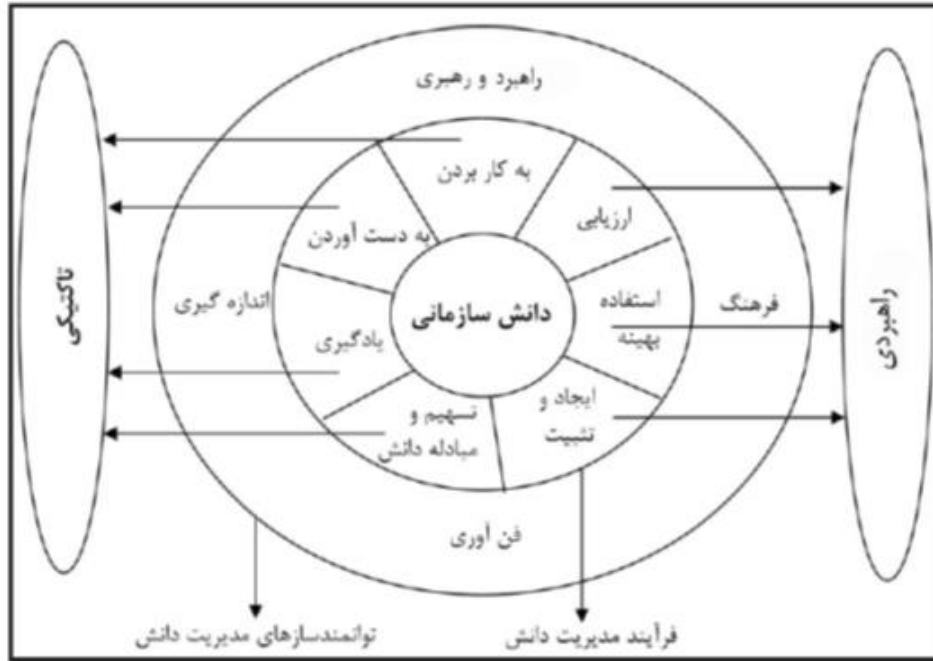 راهبرد و رهبری
به کار بردن
ارزیابی
به دست آوردن
تاکتیکی
اندازه گیری
دانش سازمانی
استفاده
پهینه
فرهنگ
راهبردی
یادگیری
تسهیم و
مبادله دانش
ایجاد و
تثبیت
فن آوری
توانمندسازهای مدیریت دانش
فرآیند مدیریت دانش